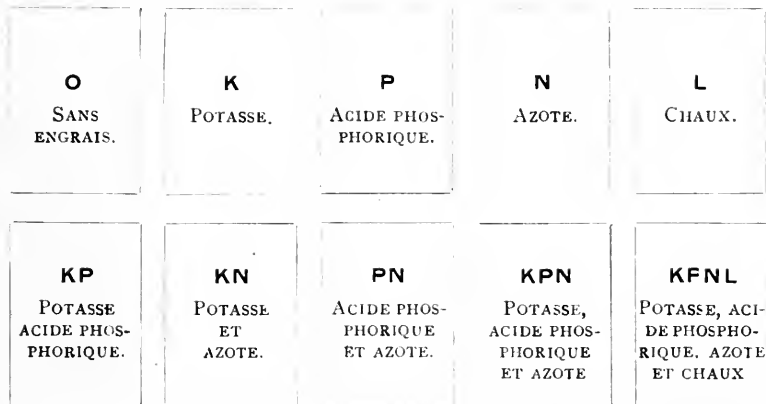 O
SANS
ENGRAIS.
K
POTASSE.
P
ACIDE PHOS-
PHORIQUE.
N
AZOTE.
L
CHAUX.
KP
POTASSE
ACIDE PHOS-
PHORIQUE.
KN
POTASSE
ET
AZOTE.
PN
ACIDE PHOS-
PHORIQUE
ET AZOTE.
KPN
POTASSE,
ACIDE PHOS-
PHORIQUE
ET AZOTE
KPNL
POTASSE, ACI-
DE PHOSPHO-
RIQUE, AZOTE
ET CHAUX